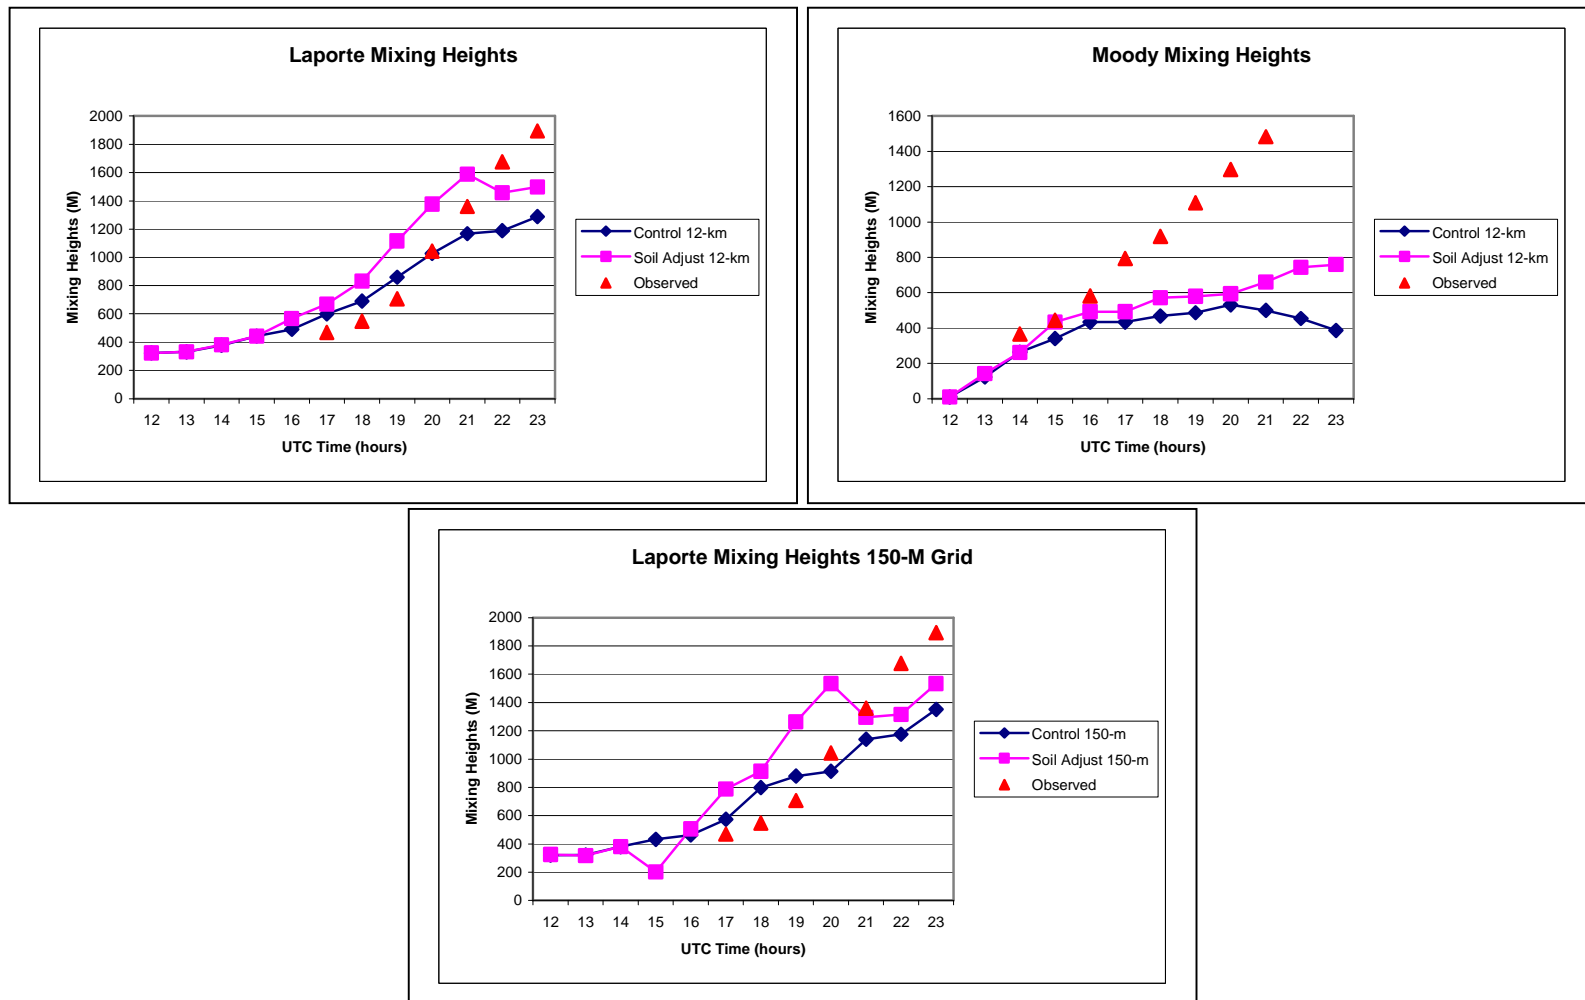 Laporte Mixing Heights
2000
1800
1600
1400
1200
1000
800
600
400
200
0
Mixing Heights (M)
12 13 14 15 16 17 18 19 20 21 22 23
UTC Time (hours)
Control 12-km
Soil Adjust 12-km
Observed
Moody Mixing Heights
1600
1400
1200
1000
800
600
400
200
0
Mixing Heights (M)
12 13 14 15 16 17 18 19 20 21 22 23
UTC Time (hours)
Control 12-km
Soil Adjust 12-km
Observed
Laporte Mixing Heights 150-M Grid
2000
1800
1600
1400
1200
1000
800
600
400
200
0
Mixing Heights (M)
12 13 14 15 16 17 18 19 20 21 22 23
UTC Time (hours)
Control 150-m
Soil Adjust 150-m
Observed